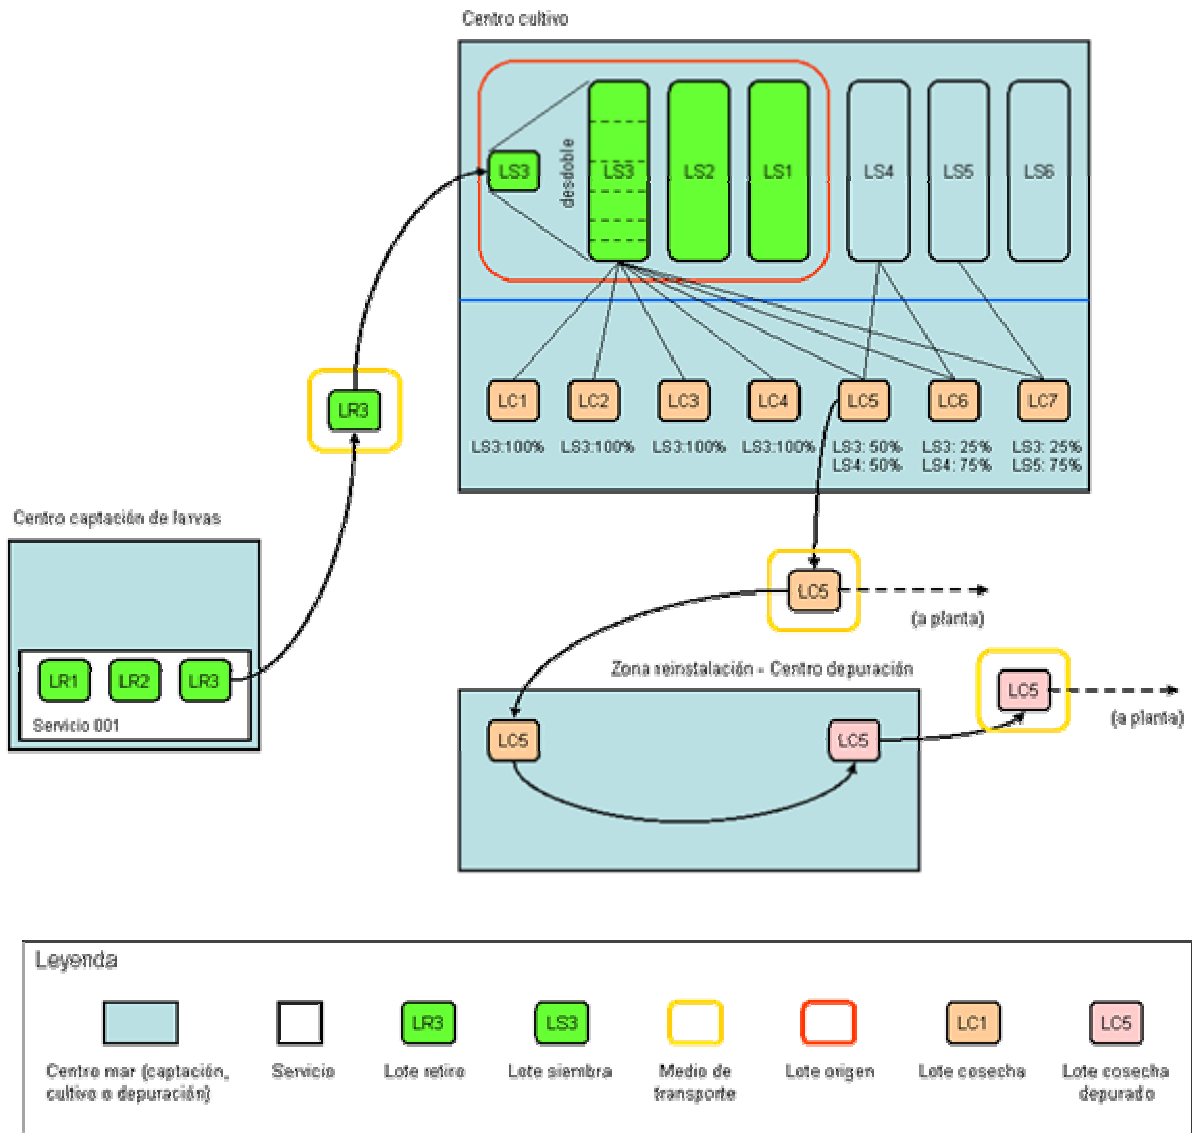 Centro cultivo
LS3
desdoble
LS3
LS2
LS1
LS4
LS5
LS6
LC1
LC2
LC3
LC4
LC5
LC6
LC7
LS3:100%
LS3:100%
LS3:100%
LS3:100%
LS3: 50%
LS4: 50%
LS3: 25%
LS4: 75%
LS3: 25%
LS5: 75%
LR3
Centro captación de larvas
LR1
LR2
LR3
Servicio 001
LC5
(a planta)
Zona reinstalación - Centro depuración
LC5
LC5
LC5
(a planta)
Leyenda
LR3
LS3
LC1
LC5
Centro mar (captación,
cultivo o depuración)
Servicio
Lote retiro
Lote siembra
Medio de
transporte
Lote origen
Lote cosecha
Lote cosecha
depurado